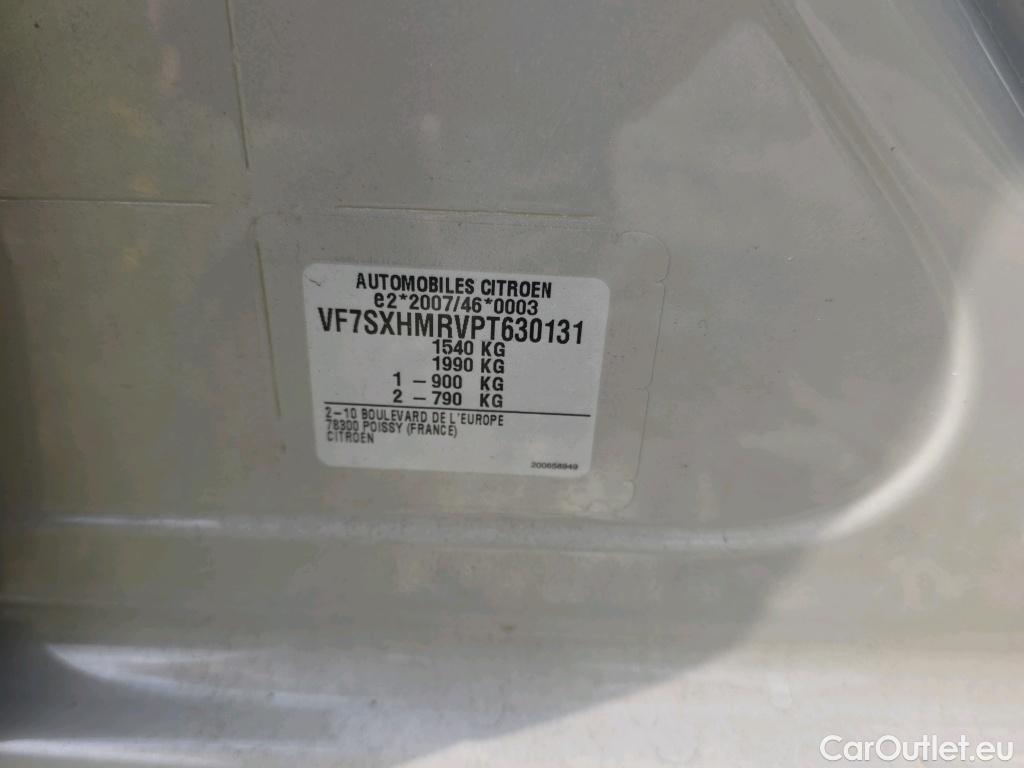 AUTOMOBILES CITROEN
e2*2007/46*0003
VF7SXHMRVPT630131
1540 KG
1990 KG
1 – 900 KG
2 – 790 KG
2–10 BOULEVARD DE L'EUROPE
78300 POISSY (FRANCE)
CITROEN
200658949
CarOutlet.eu